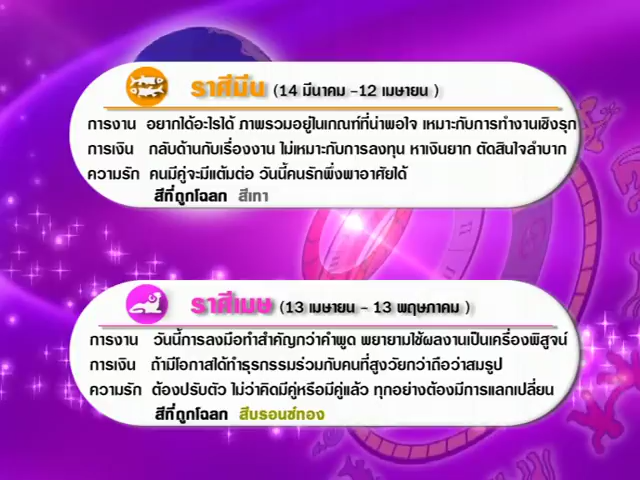 ราศีมีน (14 มีนาคม -12 เมษายน )
การงาน อยากได้อะไรได้ ภาพรวมอยู่ในเกณฑ์ที่น่าพอใจ เหมาะกับการทำงานเชิงรุก
การเงิน กลับด้านกับเรื่องงาน ไม่เหมาะกับการลงทุน หาเงินยาก ตัดสินใจลำบาก
ความรัก คนมีคู่จะมีแต้มต่อ วันนี้คนรักพึ่งพาอาศัยได้
สีที่ถูกโฉลก สีเทา
ราศีเมษ (13 เมษายน - 13 พฤษภาคม )
การงาน วันนี้การลงมือทำสำคัญกว่าคำพูด พยายามใช้ผลงานเป็นเครื่องพิสูจน์
การเงิน ถ้ามีโอกาสได้ทำธุรกรรมร่วมกับคนที่สูงวัยกว่าถือว่าสมรูป
ความรัก ต้องปรับตัว ไม่ว่าคิดมีคู่หรือมีคู่แล้ว ทุกอย่างต้องมีการแลกเปลี่ยน
สีที่ถูกโฉลก สีบรอนซ์ทอง